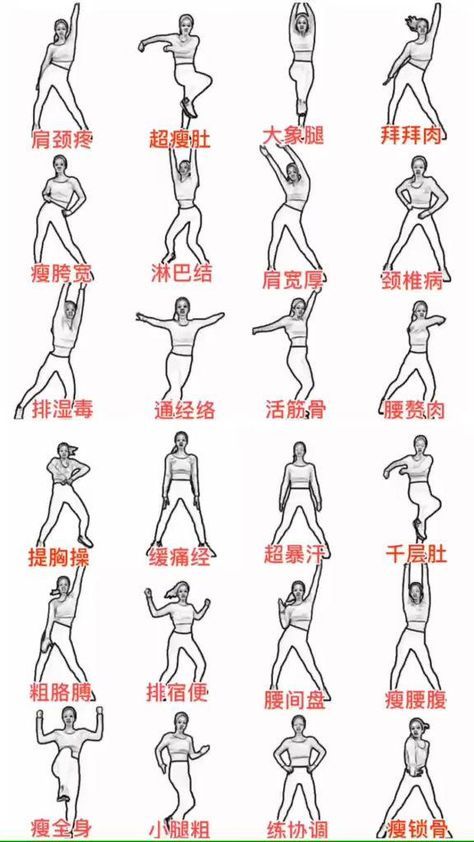 肩颈疼 超瘦肚 大象腿 拜拜肉
瘦胯宽 淋巴结 肩宽厚 颈椎病
排湿毒 通经络 活筋骨 腰赘肉
提胸操 缓痛经 超暴汗 千层肚
粗胳膊 排宿便 腰间盘 瘦腰腹
瘦全身 小腿粗 练协调 瘦锁骨